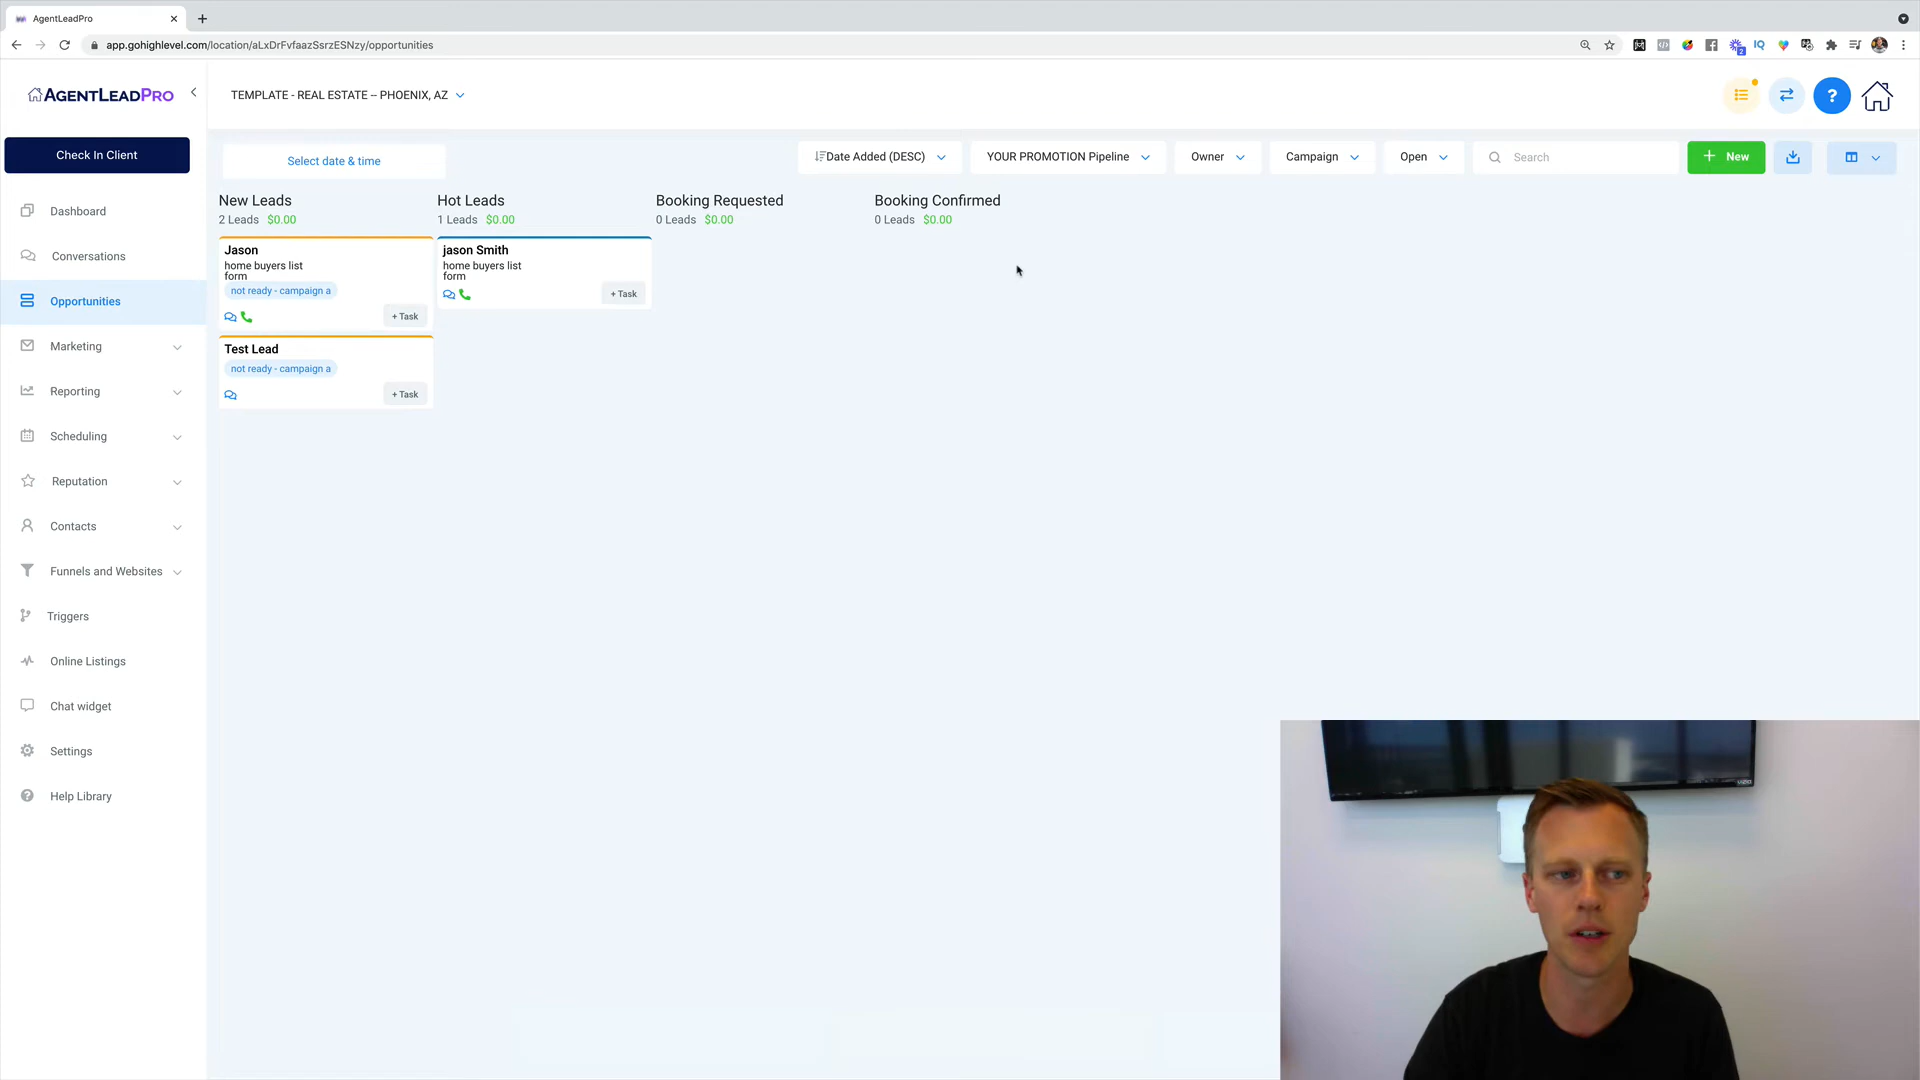 AgentLeadPro
app.gohighlevel.com/location/aLxDrFvfaazSsrzESNzy/opportunities
IQ
2
AGENTLEADPRO
TEMPLATE - REAL ESTATE -- PHOENIX, AZ
?
Check In Client
Dashboard
Conversations
Opportunities
Marketing
Reporting
Scheduling
Reputation
Contacts
Funnels and Websites
Triggers
Online Listings
Chat widget
Settings
Help Library
Select date & time
Date Added (DESC)
YOUR PROMOTION Pipeline
Owner
Campaign
Open
Search
+ New
New Leads
2 Leads $0.00
Jason
home buyers list
form
not ready - campaign a
+ Task
Test Lead
not ready - campaign a
+ Task
Hot Leads
1 Leads $0.00
jason Smith
home buyers list
form
+ Task
Booking Requested
0 Leads $0.00
Booking Confirmed
0 Leads $0.00
VIZIO